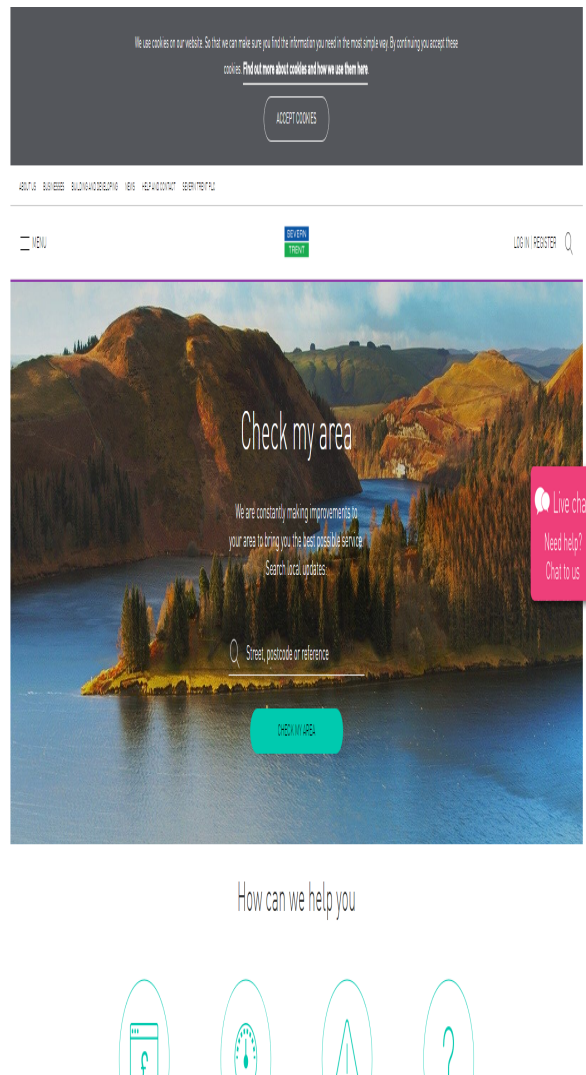 We use cookies on our website. So that we can make sure you find the information you need in the most simple way. By continuing you accept these
cookies. Find out more about cookies and how we use them here.
ACCEPT COOKIES
ABOUT US BUSINESSES BUILDING AND DEVELOPING NEWS HELP AND CONTACT SEVERN TRENT PLC
MENU
SEVERN
TRENT
LOG IN | REGISTER
Check my area
We are constantly making improvements to
your area to bring you the best possible service.
Search local updates:
Street, postcode or reference
CHECK MY AREA
Live cha
Need help?
Chat to us
How can we help you
£
?